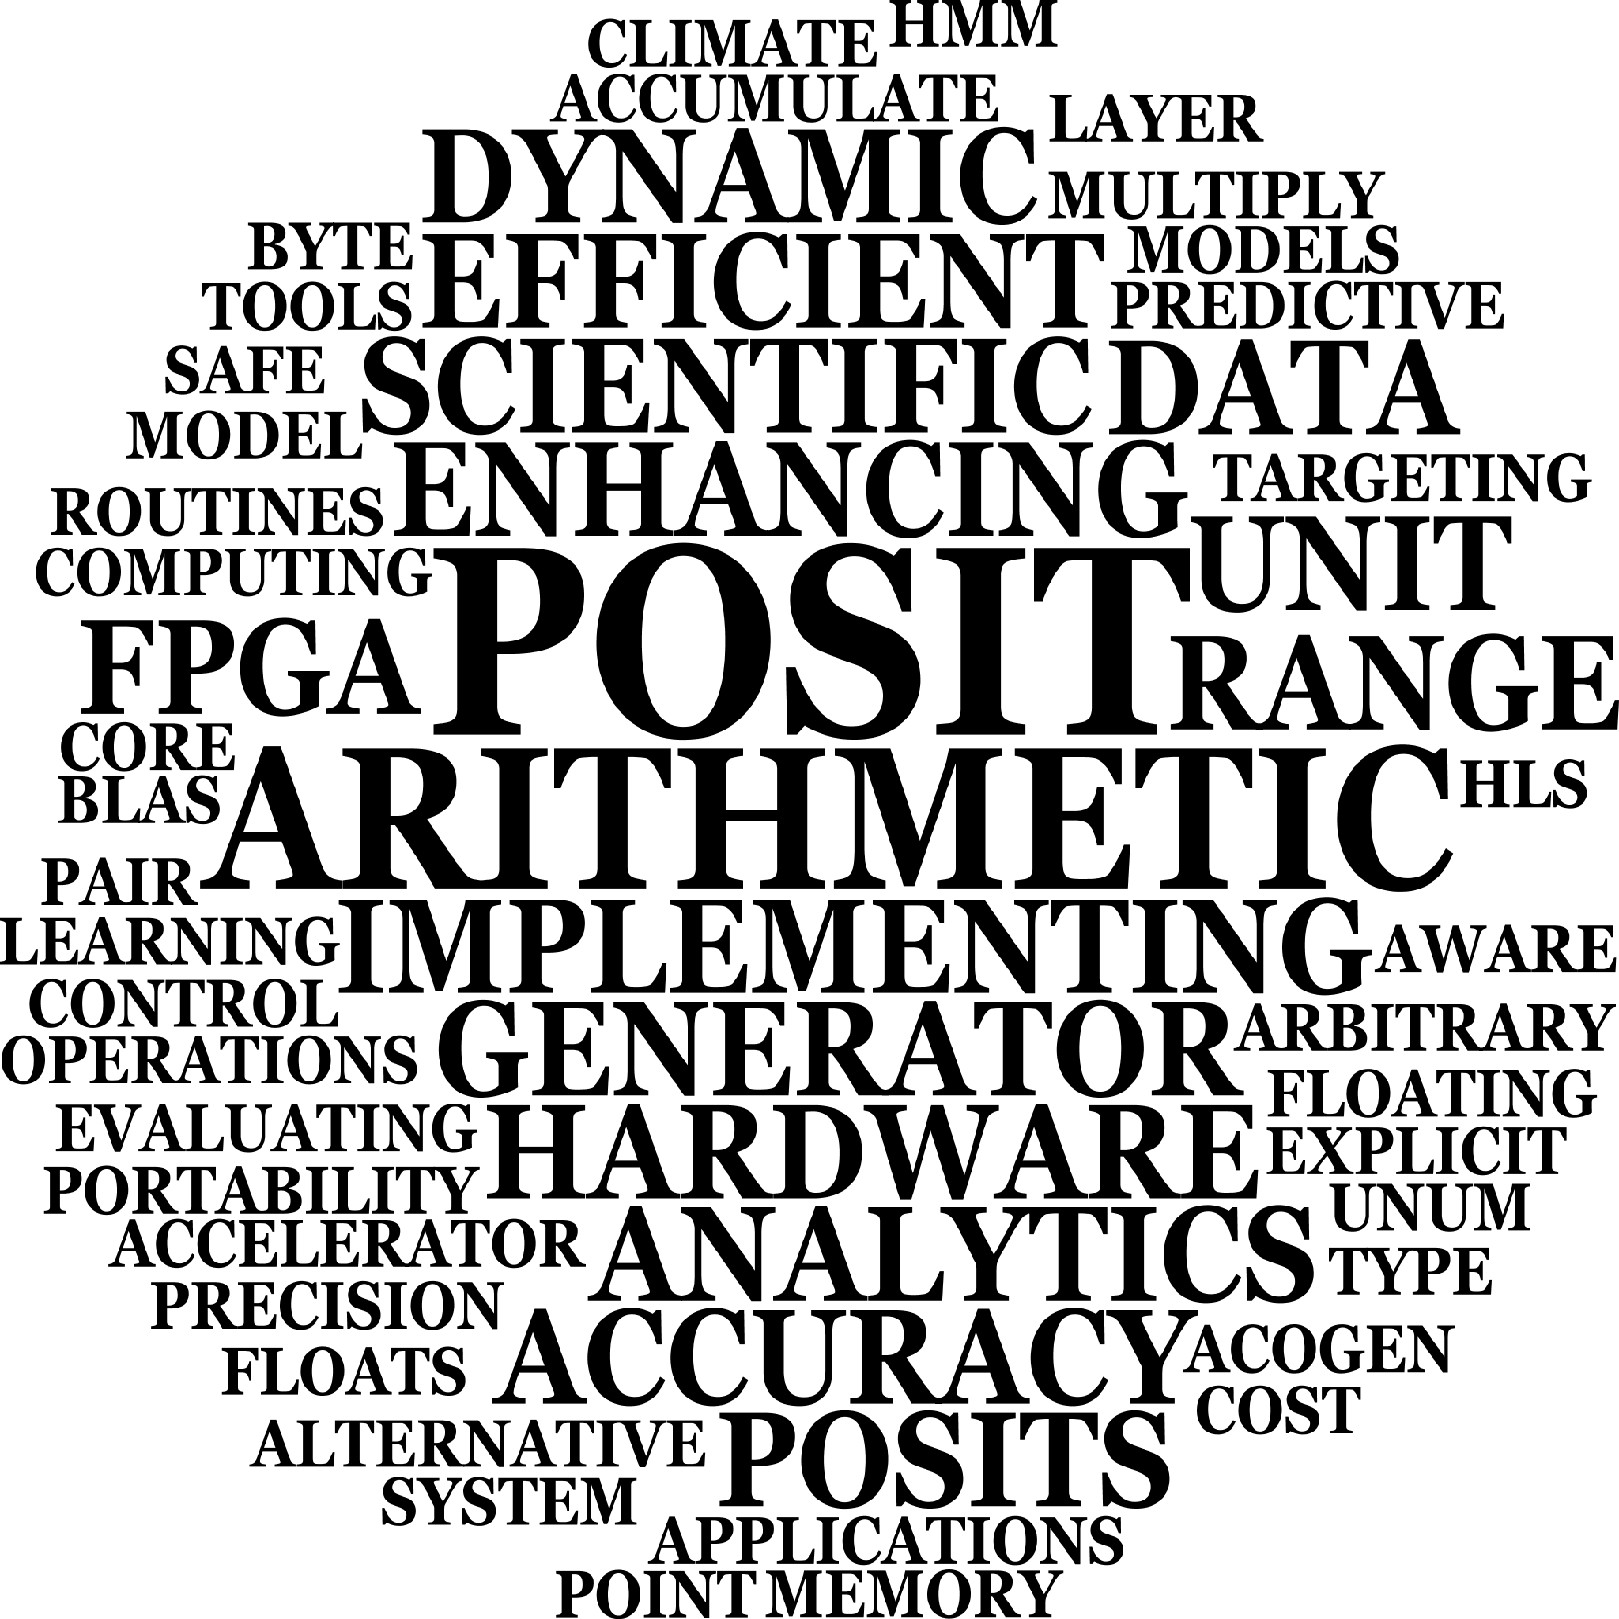 CLIMATE HMM
ACCUMULATE LAYER
DYNAMIC MULTIPLY
BYTE EFFICIENT MODELS
TOOLS PREDICTIVE
SAFE SCIENTIFIC DATA
MODEL
ROUTINES ENHANCING TARGETING
COMPUTING POSIT UNIT
FPGA RANGE
CORE
BLAS ARITHMETIC HLS
PAIR
LEARNING IMPLEMENTING AWARE
CONTROL ARBITRARY
OPERATIONS GENERATOR FLOATING
EVALUATING HARDWARE EXPLICIT
PORTABILITY UNUM
ACCELERATOR ANALYTICS TYPE
PRECISION
FLOATS ACCURACY ACOGEN
COST
ALTERNATIVE POSITS
SYSTEM
APPLICATIONS
POINT MEMORY